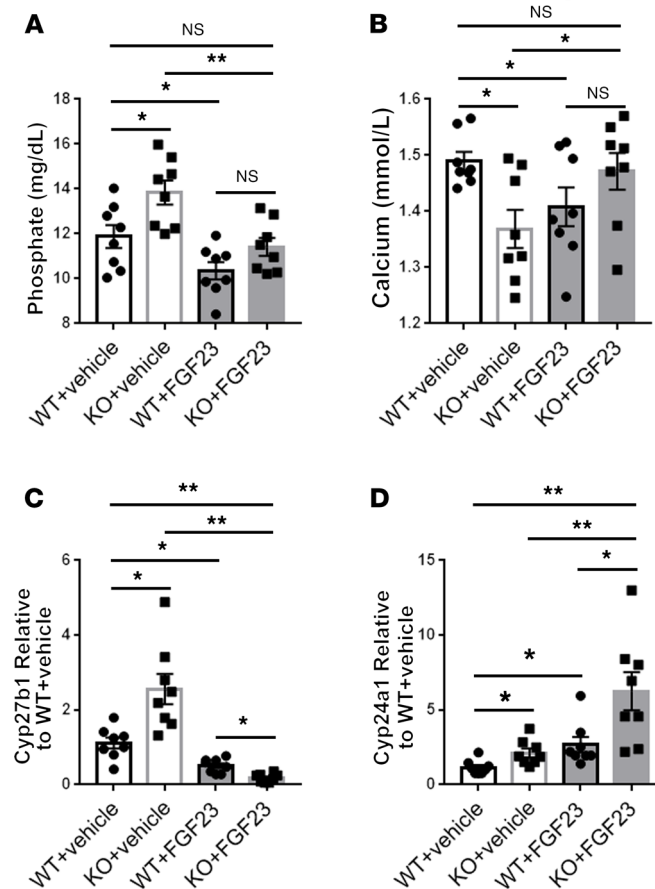 A
NS
**
*
*
NS
Phosphate (mg/dL)
18
16
14
12
10
8
WT+vehicle
KO+vehicle
WT+FGF23
KO+FGF23
B
NS
*
*
*
NS
Calcium (mmol/L)
1.6
1.5
1.4
1.3
1.2
WT+vehicle
KO+vehicle
WT+FGF23
KO+FGF23
C
**
**
*
*
*
Cyp27b1 Relative
to WT+vehicle
6
4
2
0
WT+vehicle
KO+vehicle
WT+FGF23
KO+FGF23
D
**
**
*
*
*
Cyp24a1 Relative
to WT+vehicle
15
10
5
0
WT+vehicle
KO+vehicle
WT+FGF23
KO+FGF23